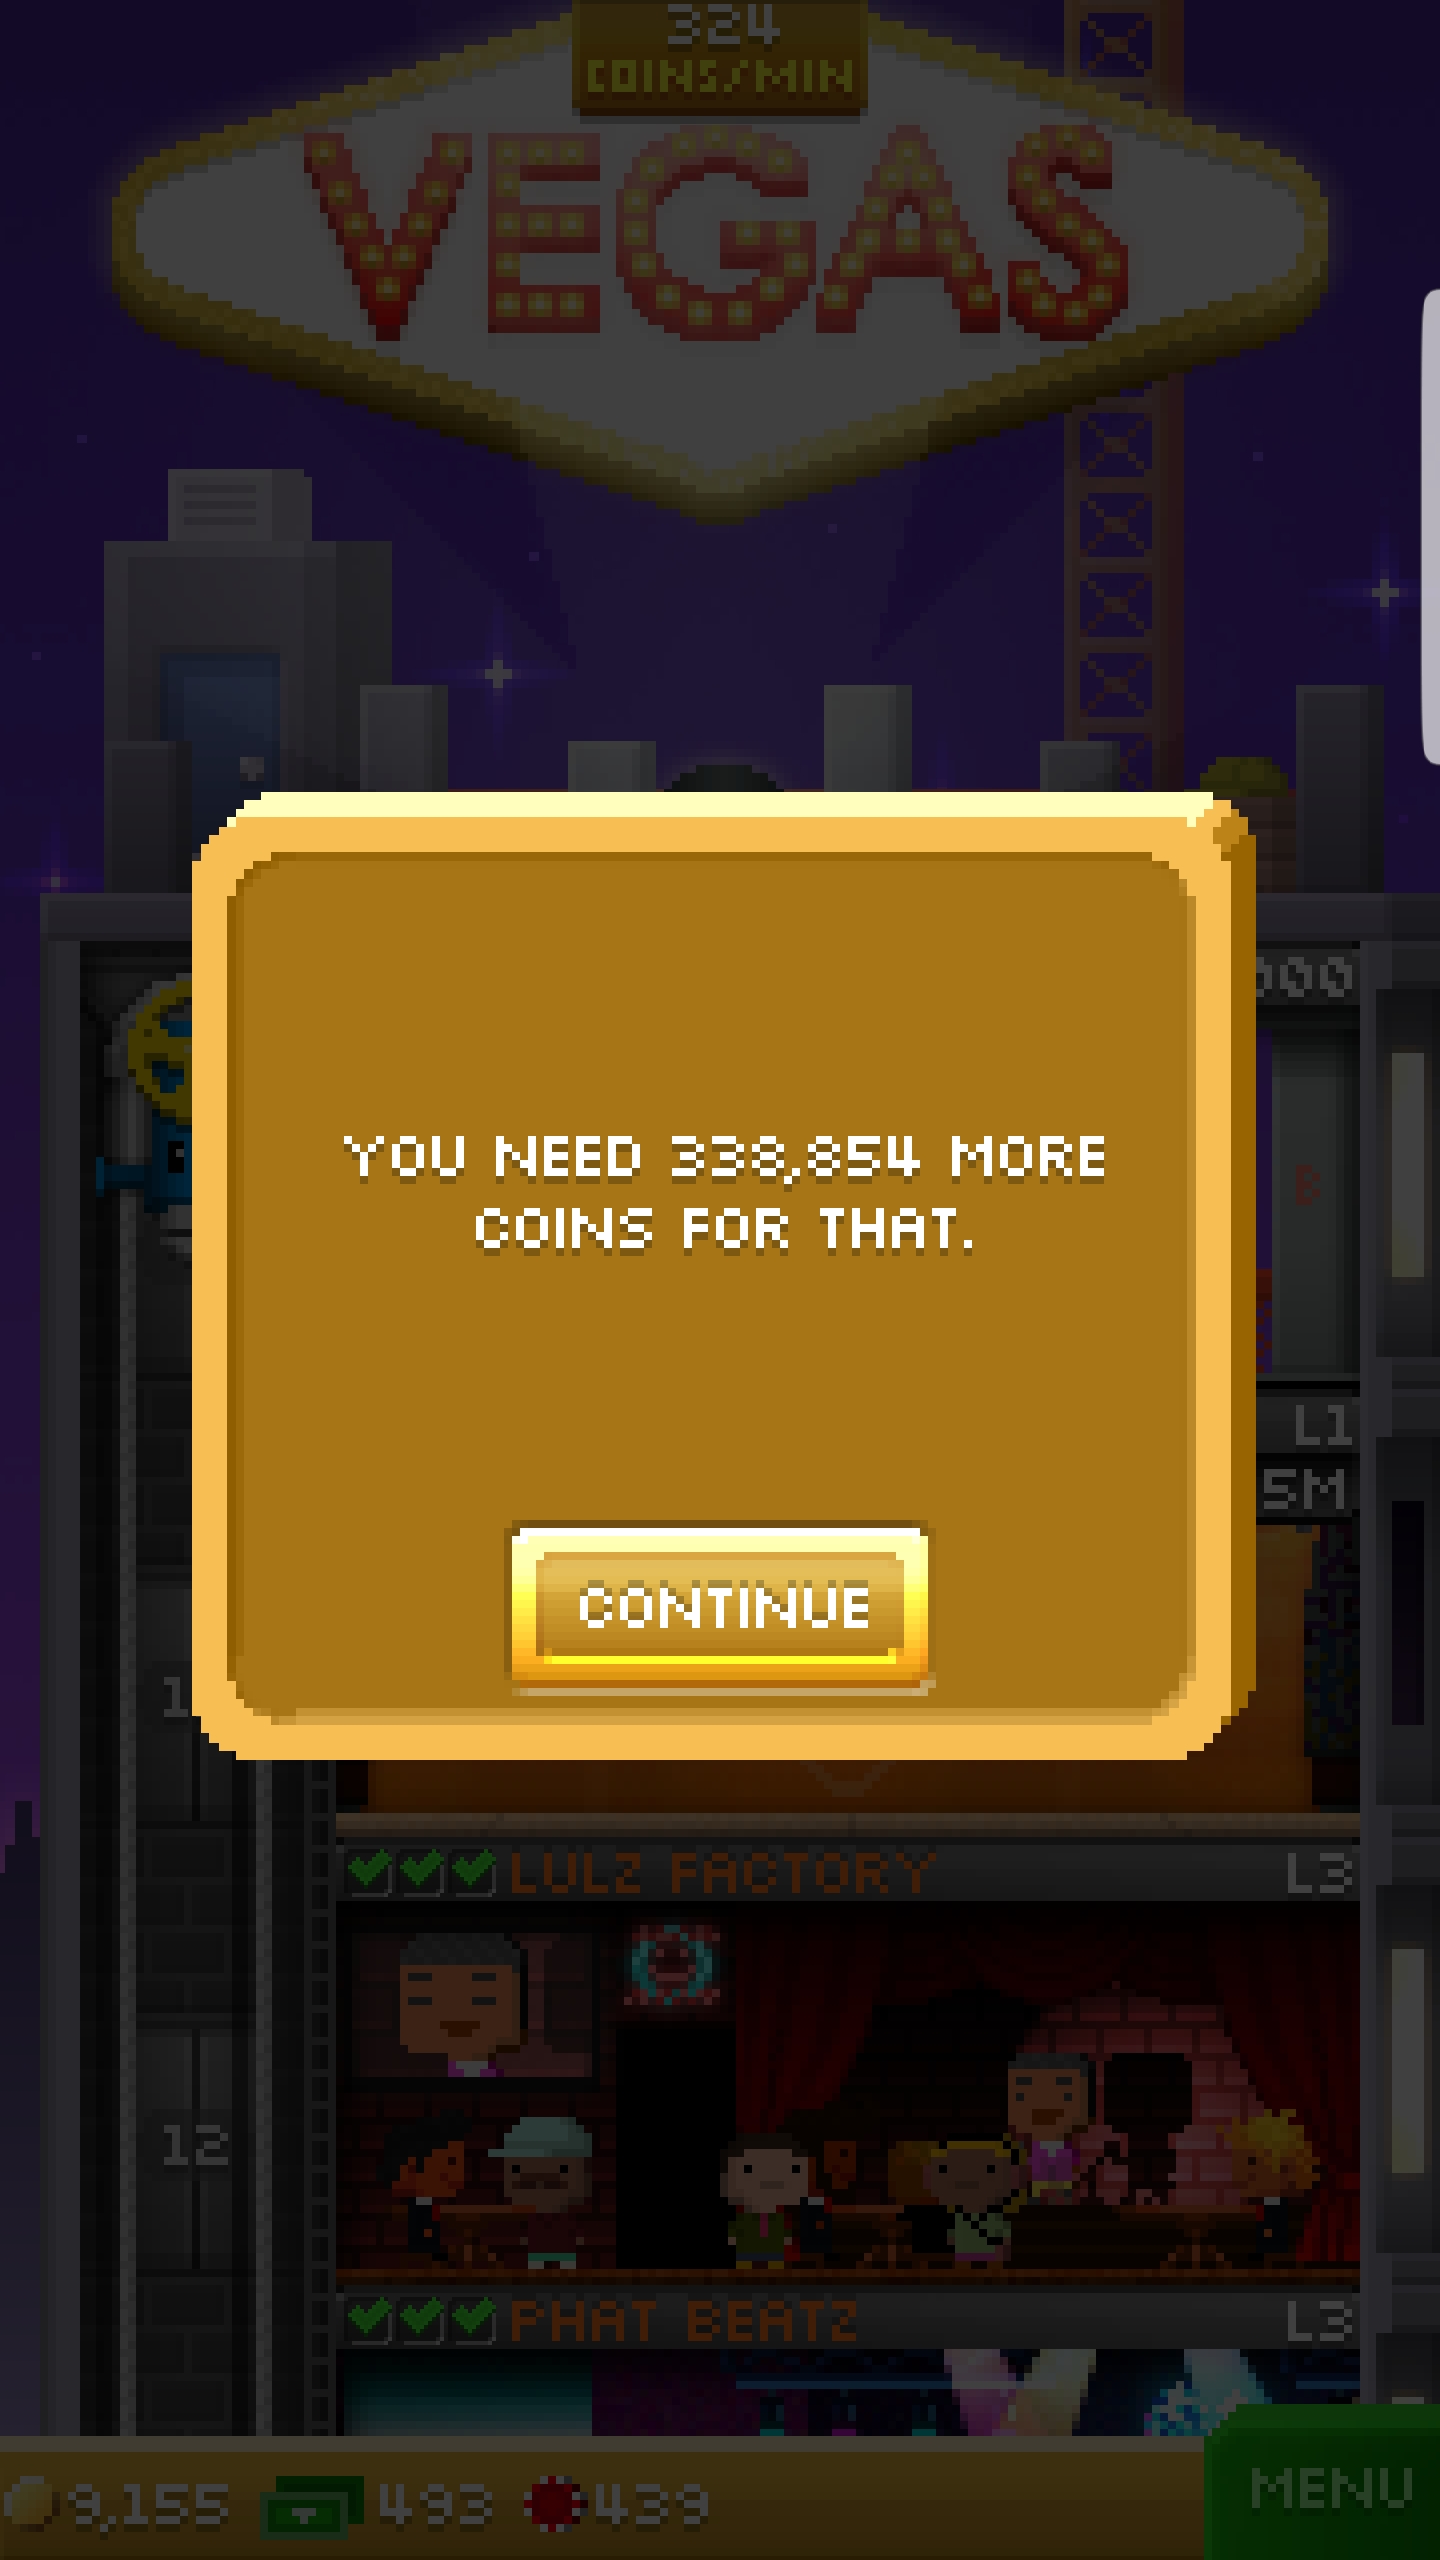 324
COINS/MIN
VEGAS
000
B
L1
5M
YOU NEED 338,854 MORE
COINS FOR THAT.
CONTINUE
LULZ FACTORY L3
12
PHAT BEATZ L3
9,155 493 439 MENU